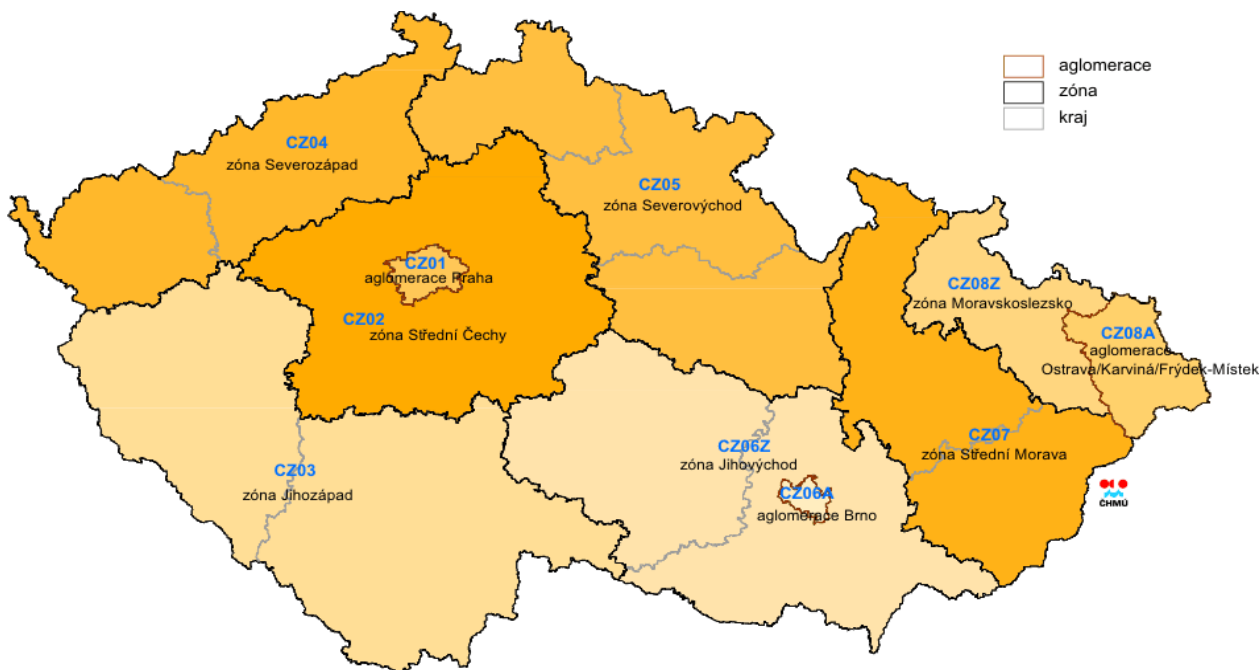 aglomerace
zóna
kraj
CZ04
zóna Severozápad
CZ05
zóna Severovýchod
CZ01
aglomerace Praha
CZ02
zóna Střední Čechy
CZ08Z
zóna Moravskoslezsko
CZ08A
aglomerace
Ostrava/Karviná/Frýdek-Místek
CZ03
zóna Jihozápad
CZ06Z
zóna Jihovýchod
CZ06A
aglomerace Brno
CZ07
zóna Střední Morava
ČHMÚ